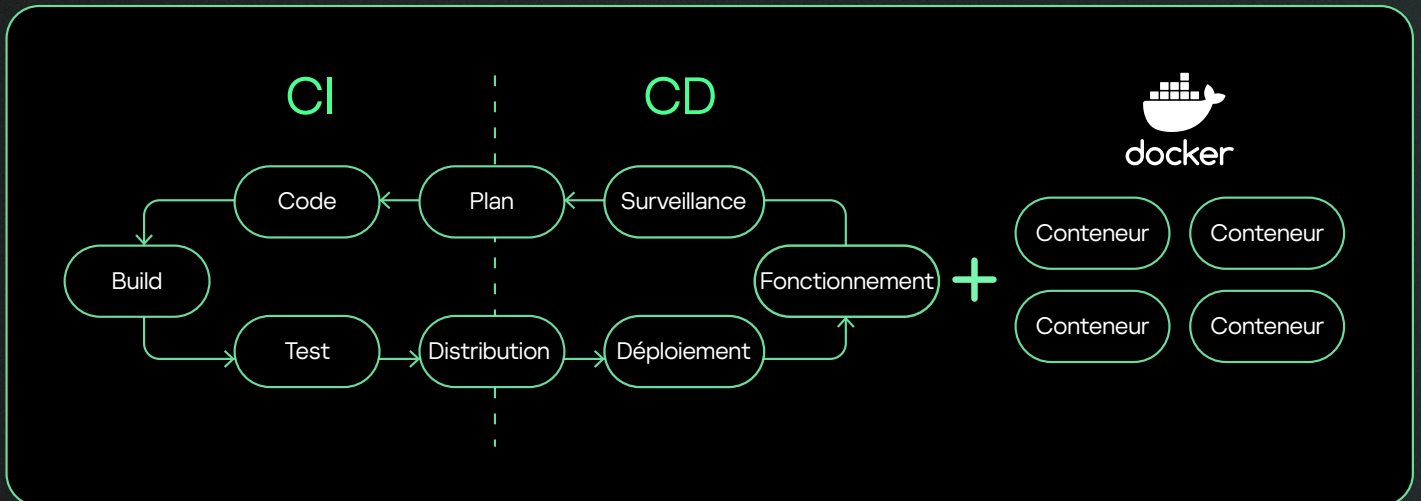 CI
CD
docker
Code
Plan
Surveillance
Conteneur
Conteneur
Build
Fonctionnement
Conteneur
Conteneur
Test
Distribution
Déploiement